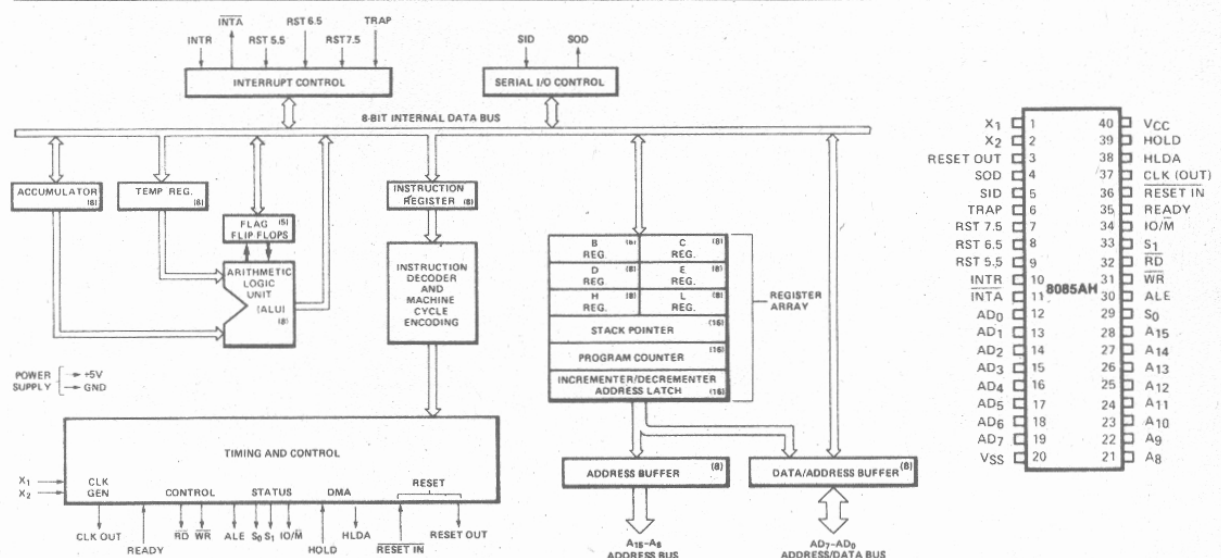 INTR INTA RST 5.5 RST 6.5 RST 7.5 TRAP
INTERRUPT CONTROL
SID SOD
SERIAL I/O CONTROL
8-BIT INTERNAL DATA BUS
ACCUMULATOR
TEMP REG.
INSTRUCTION
REGISTER (8)
FLAG (5)
FLIP FLOPS
ARITHMETIC
LOGIC
UNIT
(8)
INSTRUCTION
DECODER
AND
MACHINE
CYCLE
ENCODING
B REG. C (8) REG.
D (8) REG E (8) REG.
H (8) REG. L (8) REG.
STACK POINTER (16)
PROGRAM COUNTER (16)
INCREMENTER/DECREMENTER
ADDRESS LATCH (16)
REGISTER
ARRAY
POWER
SUPPLY
+5V
GND
TIMING AND CONTROL
X1
X2
CLK
GEN
CONTROL STATUS DMA RESET
CLK OUT READY RD WR ALE S0 S1 IO/M HOLD HLDA RESET IN RESET OUT
ADDRESS BUFFER (8)
DATA/ADDRESS BUFFER (8)
ADDRESS BUS
AD7-AD0
ADDRESS/DATA BUS
8085AH
X1 1 40 VCC
X2 2 39 HOLD
RESET OUT 3 38 HLDA
SOD 4 37 CLK (OUT)
SID 5 36 RESET IN
TRAP 6 35 READY
RST 7.5 7 34 IO/M
RST 6.5 8 33 S1
RST 5.5 9 32 RD
INTR 10 31 WR
INTA 11 30 ALE
AD0 12 29 S0
AD1 13 28 A15
AD2 14 27 A14
AD3 15 26 A13
AD4 16 25 A12
AD5 17 24 A11
AD6 18 23 A10
AD7 19 22 A9
VSS 20 21 A8